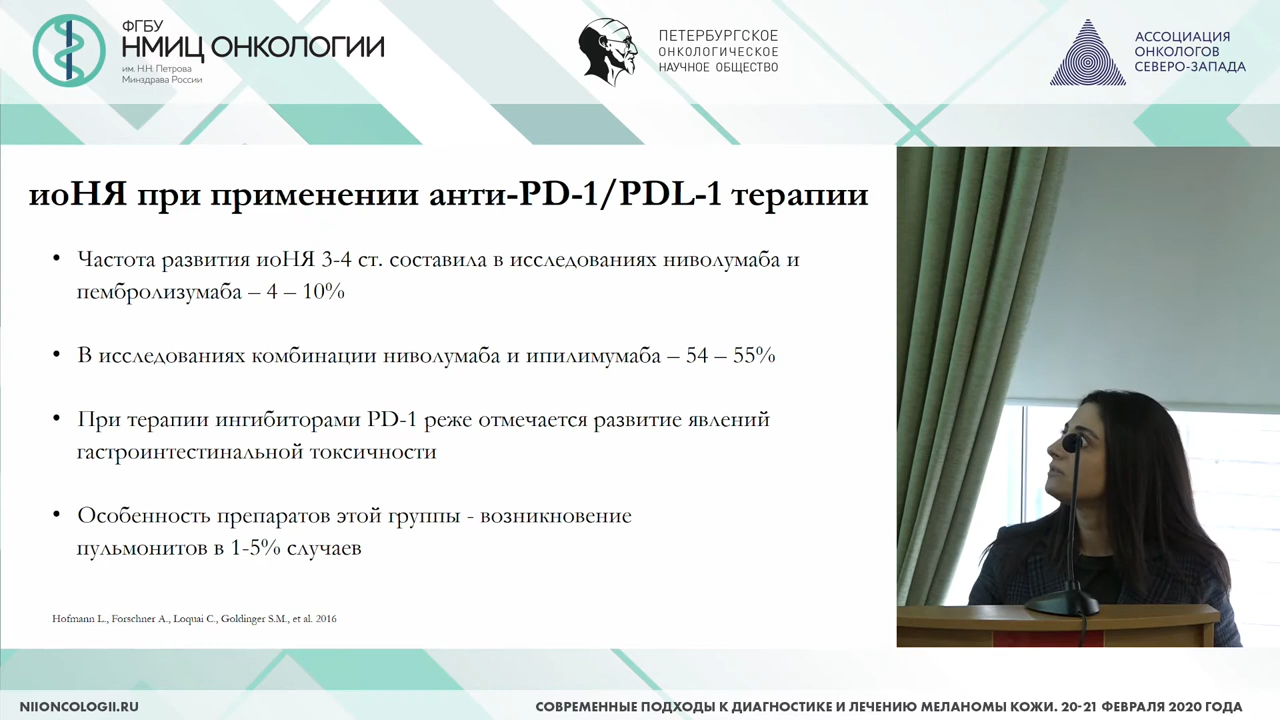 ФГБУ
НМИЦ ОНКОЛОГИИ
им. Н.Н. Петрова
Минздрава России
ПЕТЕРБУРГСКОЕ
ОНКОЛОГИЧЕСКОЕ
НАУЧНОЕ ОБЩЕСТВО
АССОЦИАЦИЯ
ОНКОЛОГОВ
СЕВЕРО-ЗАПАДА
иоНЯ при применении анти-PD-1/PDL-1 терапии
• Частота развития иоНЯ 3-4 ст. составила в исследованиях ниволумаба и
пембролизумаба – 4 – 10%
• В исследованиях комбинации ниволумаба и ипилимумаба – 54 – 55%
• При терапии ингибиторами PD-1 реже отмечается развитие явлений
гастроинтестинальной токсичности
• Особенность препаратов этой группы - возникновение
пульмонитов в 1-5% случаев
Hofmann L., Forschner A., Loquai C., Goldinger S.M., et al. 2016
NIIONCOLOGII.RU
СОВРЕМЕННЫЕ ПОДХОДЫ К ДИАГНОСТИКЕ И ЛЕЧЕНИЮ МЕЛАНОМЫ КОЖИ. 20-21 ФЕВРАЛЯ 2020 ГОДА